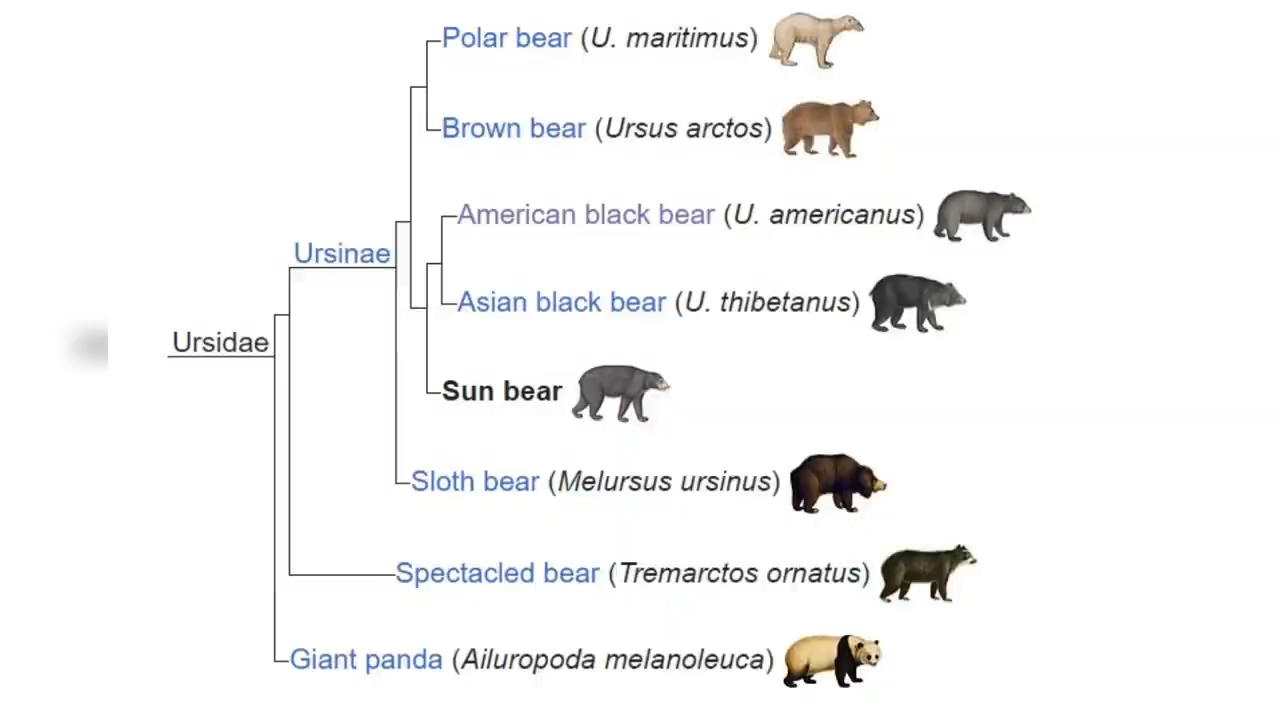 Polar bear (U. maritimus)
Brown bear (Ursus arctos)
American black bear (U. americanus)
Ursinae
Asian black bear (U. thibetanus)
Ursidae
Sun bear
Sloth bear (Melursus ursinus)
Spectacled bear (Tremarctos ornatus)
Giant panda (Ailuropoda melanoleuca)